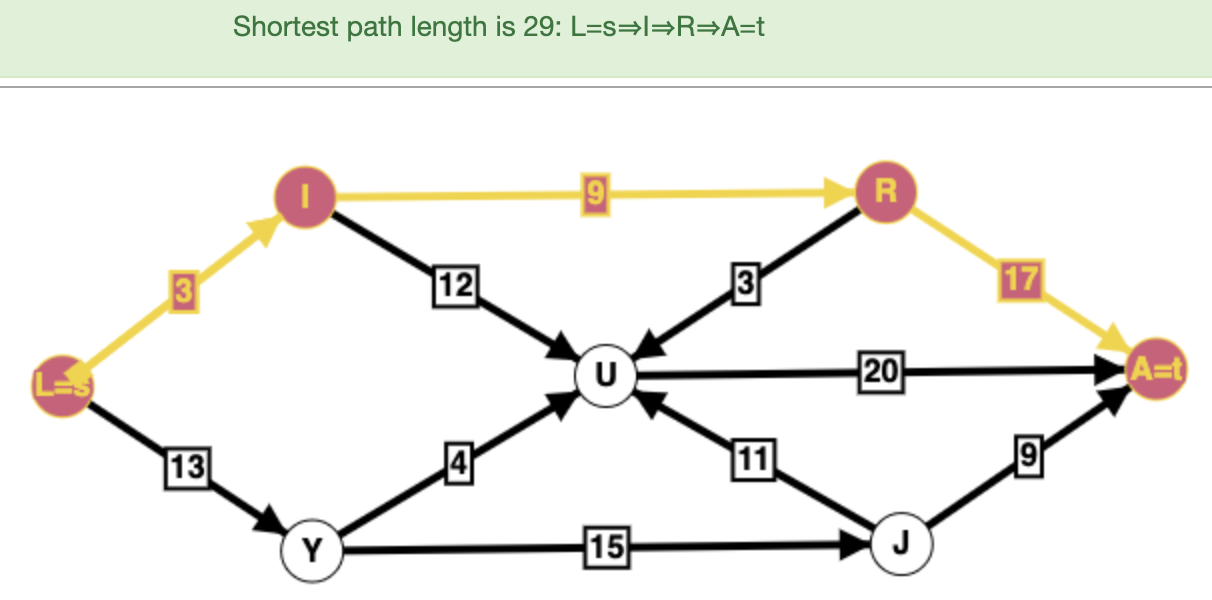 Shortest path length is 29: L=s⇒I⇒R⇒A=t
I
9
R
3
12
3
17
L=s
U
20
A=t
13
4
11
9
Y
15
J